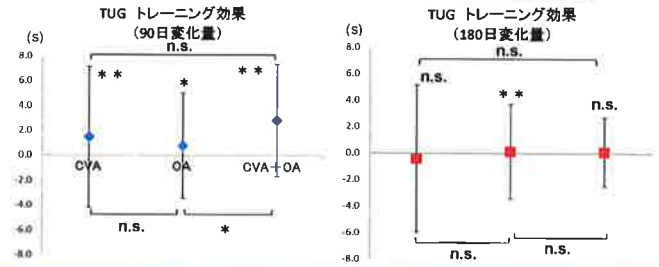 TUG トレーニング効果
（90日変化量）
(s)
n.s.
8.0
6.0
4.0
2.0
0.0
-2.0
-4.0
-6.0
-8.0
＊＊
＊
＊＊
CVA
OA
CVA＋OA
n.s.
＊
TUG トレーニング効果
（180日変化量）
(s)
n.s.
8.0
6.0
4.0
2.0
0.0
-2.0
-4.0
-6.0
-8.0
n.s.
＊＊
n.s.
n.s.
n.s.